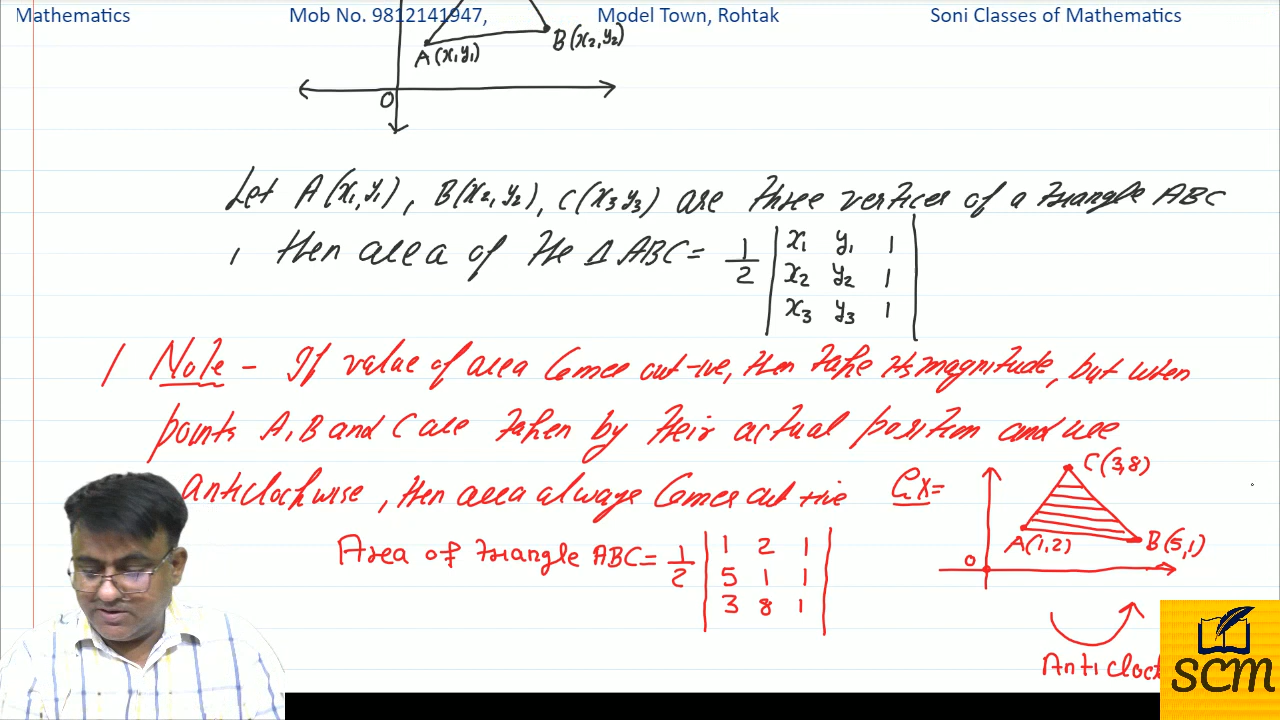 Mathematics Mob No. 9812141947, Model Town, Rohtak Soni Classes of Mathematics
A(x₁,y₁)
B(x₂,y₂)
O
Let A(x₁,y₁), B(x₂,y₂), C(x₃ y₃) are three vertices of a triangle ABC
, then area of the Δ ABC = 1/2 | x₁ y₁ 1 |
| x₂ y₂ 1 |
| x₃ y₃ 1 |
Note - If value of area comes out -ive, then take its magnitude, but when
points A, B and C are taken by their actual position and are
anticlockwise, then area always comes out +ive Ex=
C(3,8)
A(1,2)
B(5,1)
O
Area of triangle ABC = 1/2 | 1 2 1 |
| 5 1 1 |
| 3 8 1 |
Anticlock
SCM